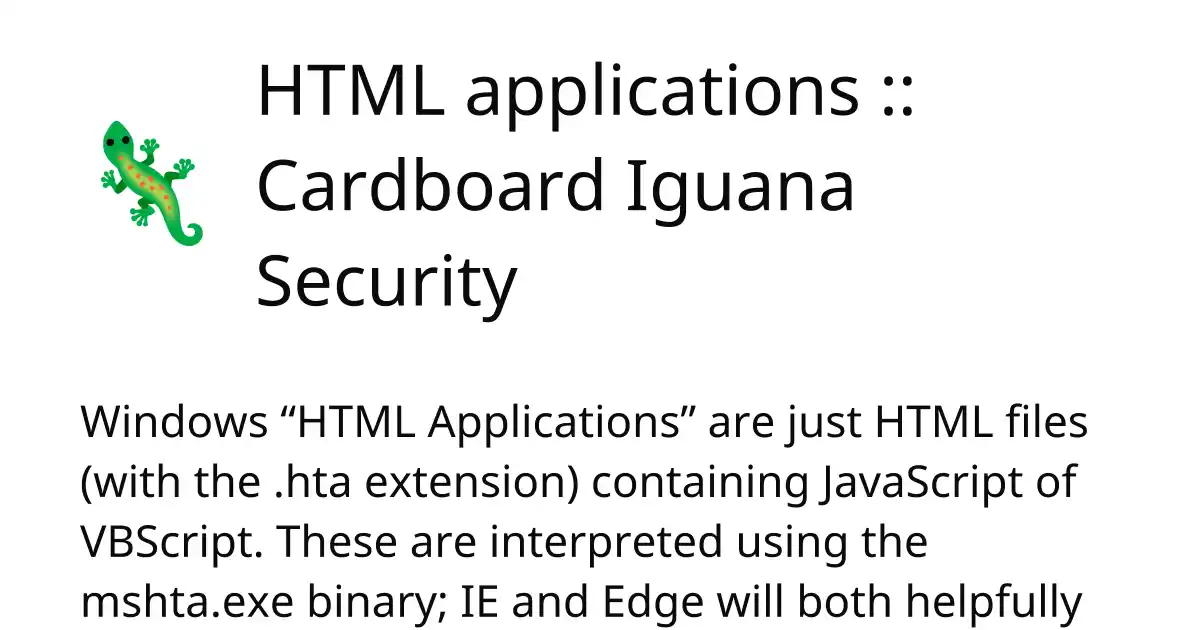 HTML applications ::
Cardboard Iguana
Security
Windows “HTML Applications” are just HTML files
(with the .hta extension) containing JavaScript of
VBScript. These are interpreted using the
mshta.exe binary; IE and Edge will both helpfully